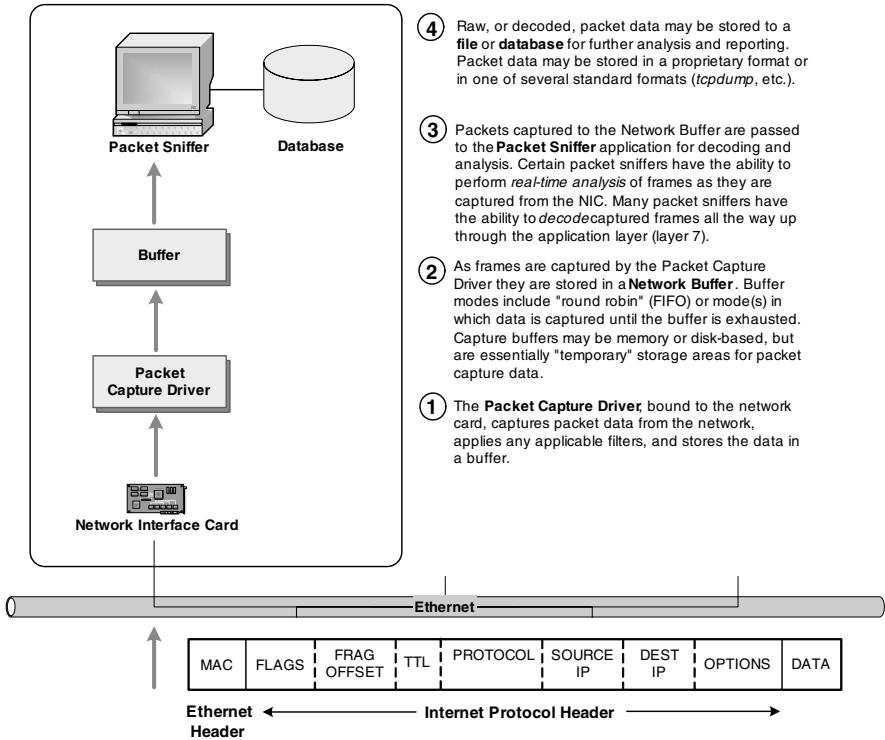 4 Raw, or decoded, packet data may be stored to a
file or database for further analysis and reporting.
Packet data may be stored in a proprietary format or
in one of several standard formats (tcpdump, etc.).
Packet Sniffer
Database
3 Packets captured to the Network Buffer are passed
to the Packet Sniffer application for decoding and
analysis. Certain packet sniffers have the ability to
perform real-time analysis of frames as they are
captured from the NIC. Many packet sniffers have
the ability to decode captured frames all the way up
through the application layer (layer 7).
Buffer
2 As frames are captured by the Packet Capture
Driver they are stored in a Network Buffer. Buffer
modes include "round robin" (FIFO) or mode(s) in
which data is captured until the buffer is exhausted.
Capture buffers may be memory or disk-based, but
are essentially "temporary" storage areas for packet
capture data.
Packet
Capture Driver
1 The Packet Capture Driver, bound to the network
card, captures packet data from the network,
applies any applicable filters, and stores the data in
a buffer.
Network Interface Card
Ethernet
MAC
FLAGS
FRAG
OFFSET
TTL
PROTOCOL
SOURCE
IP
DEST
IP
OPTIONS
DATA
Ethernet
Header
Internet Protocol Header